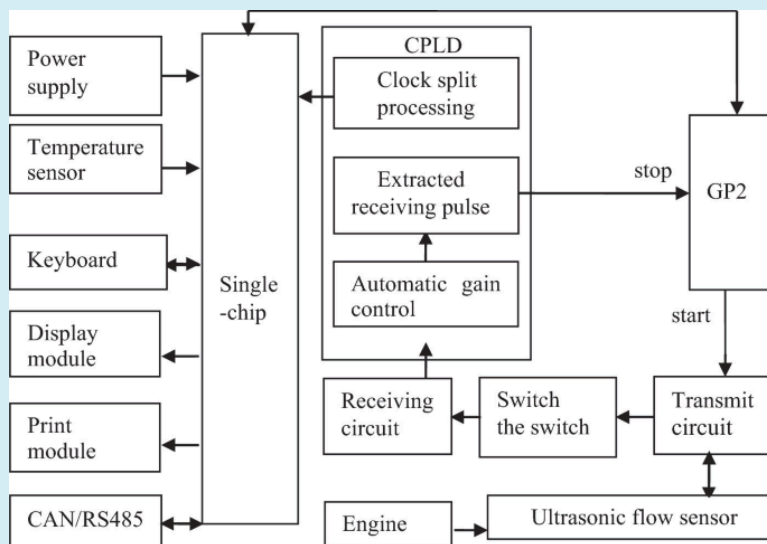 Power
supply
Temperature
sensor
Keyboard
Display
module
Print
module
CAN/RS485
Single
-chip
CPLD
Clock split
processing
Extracted
receiving pulse
Automatic gain
control
stop
GP2
start
Receiving
circuit
Switch
the switch
Transmit
circuit
Engine
Ultrasonic flow sensor